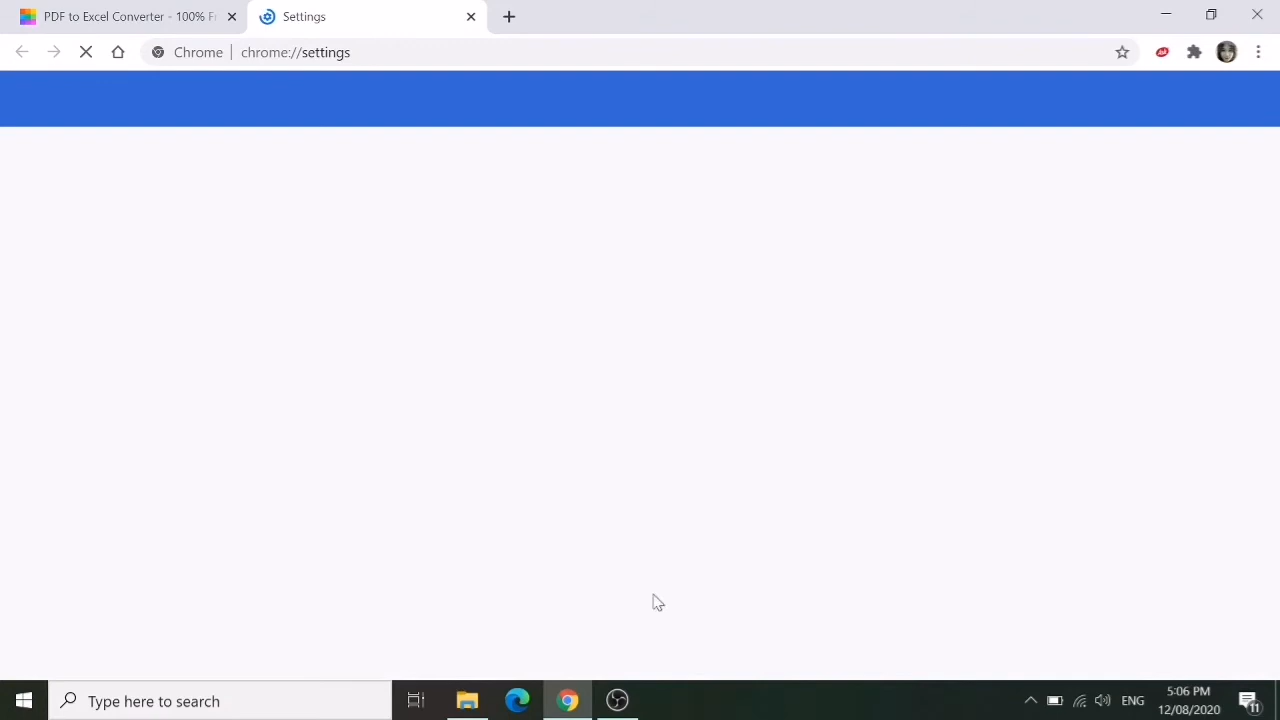 PDF to Excel Converter - 100% Fr
Settings
Chrome
chrome://settings
Type here to search
ENG
5:06 PM
12/08/2020
11